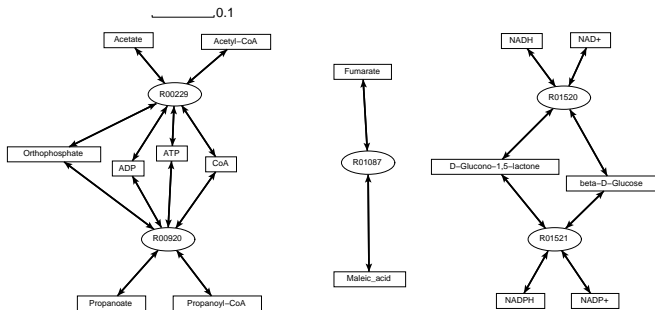 0.1
Acetate
Acetyl−CoA
R00229
Orthophosphate
ADP
ATP
CoA
R00920
Propanoate
Propanoyl−CoA
Fumarate
R01087
Maleic_acid
NADH
NAD+
R01520
D−Glucono−1,5−lactone
beta−D−Glucose
R01521
NADPH
NADP+